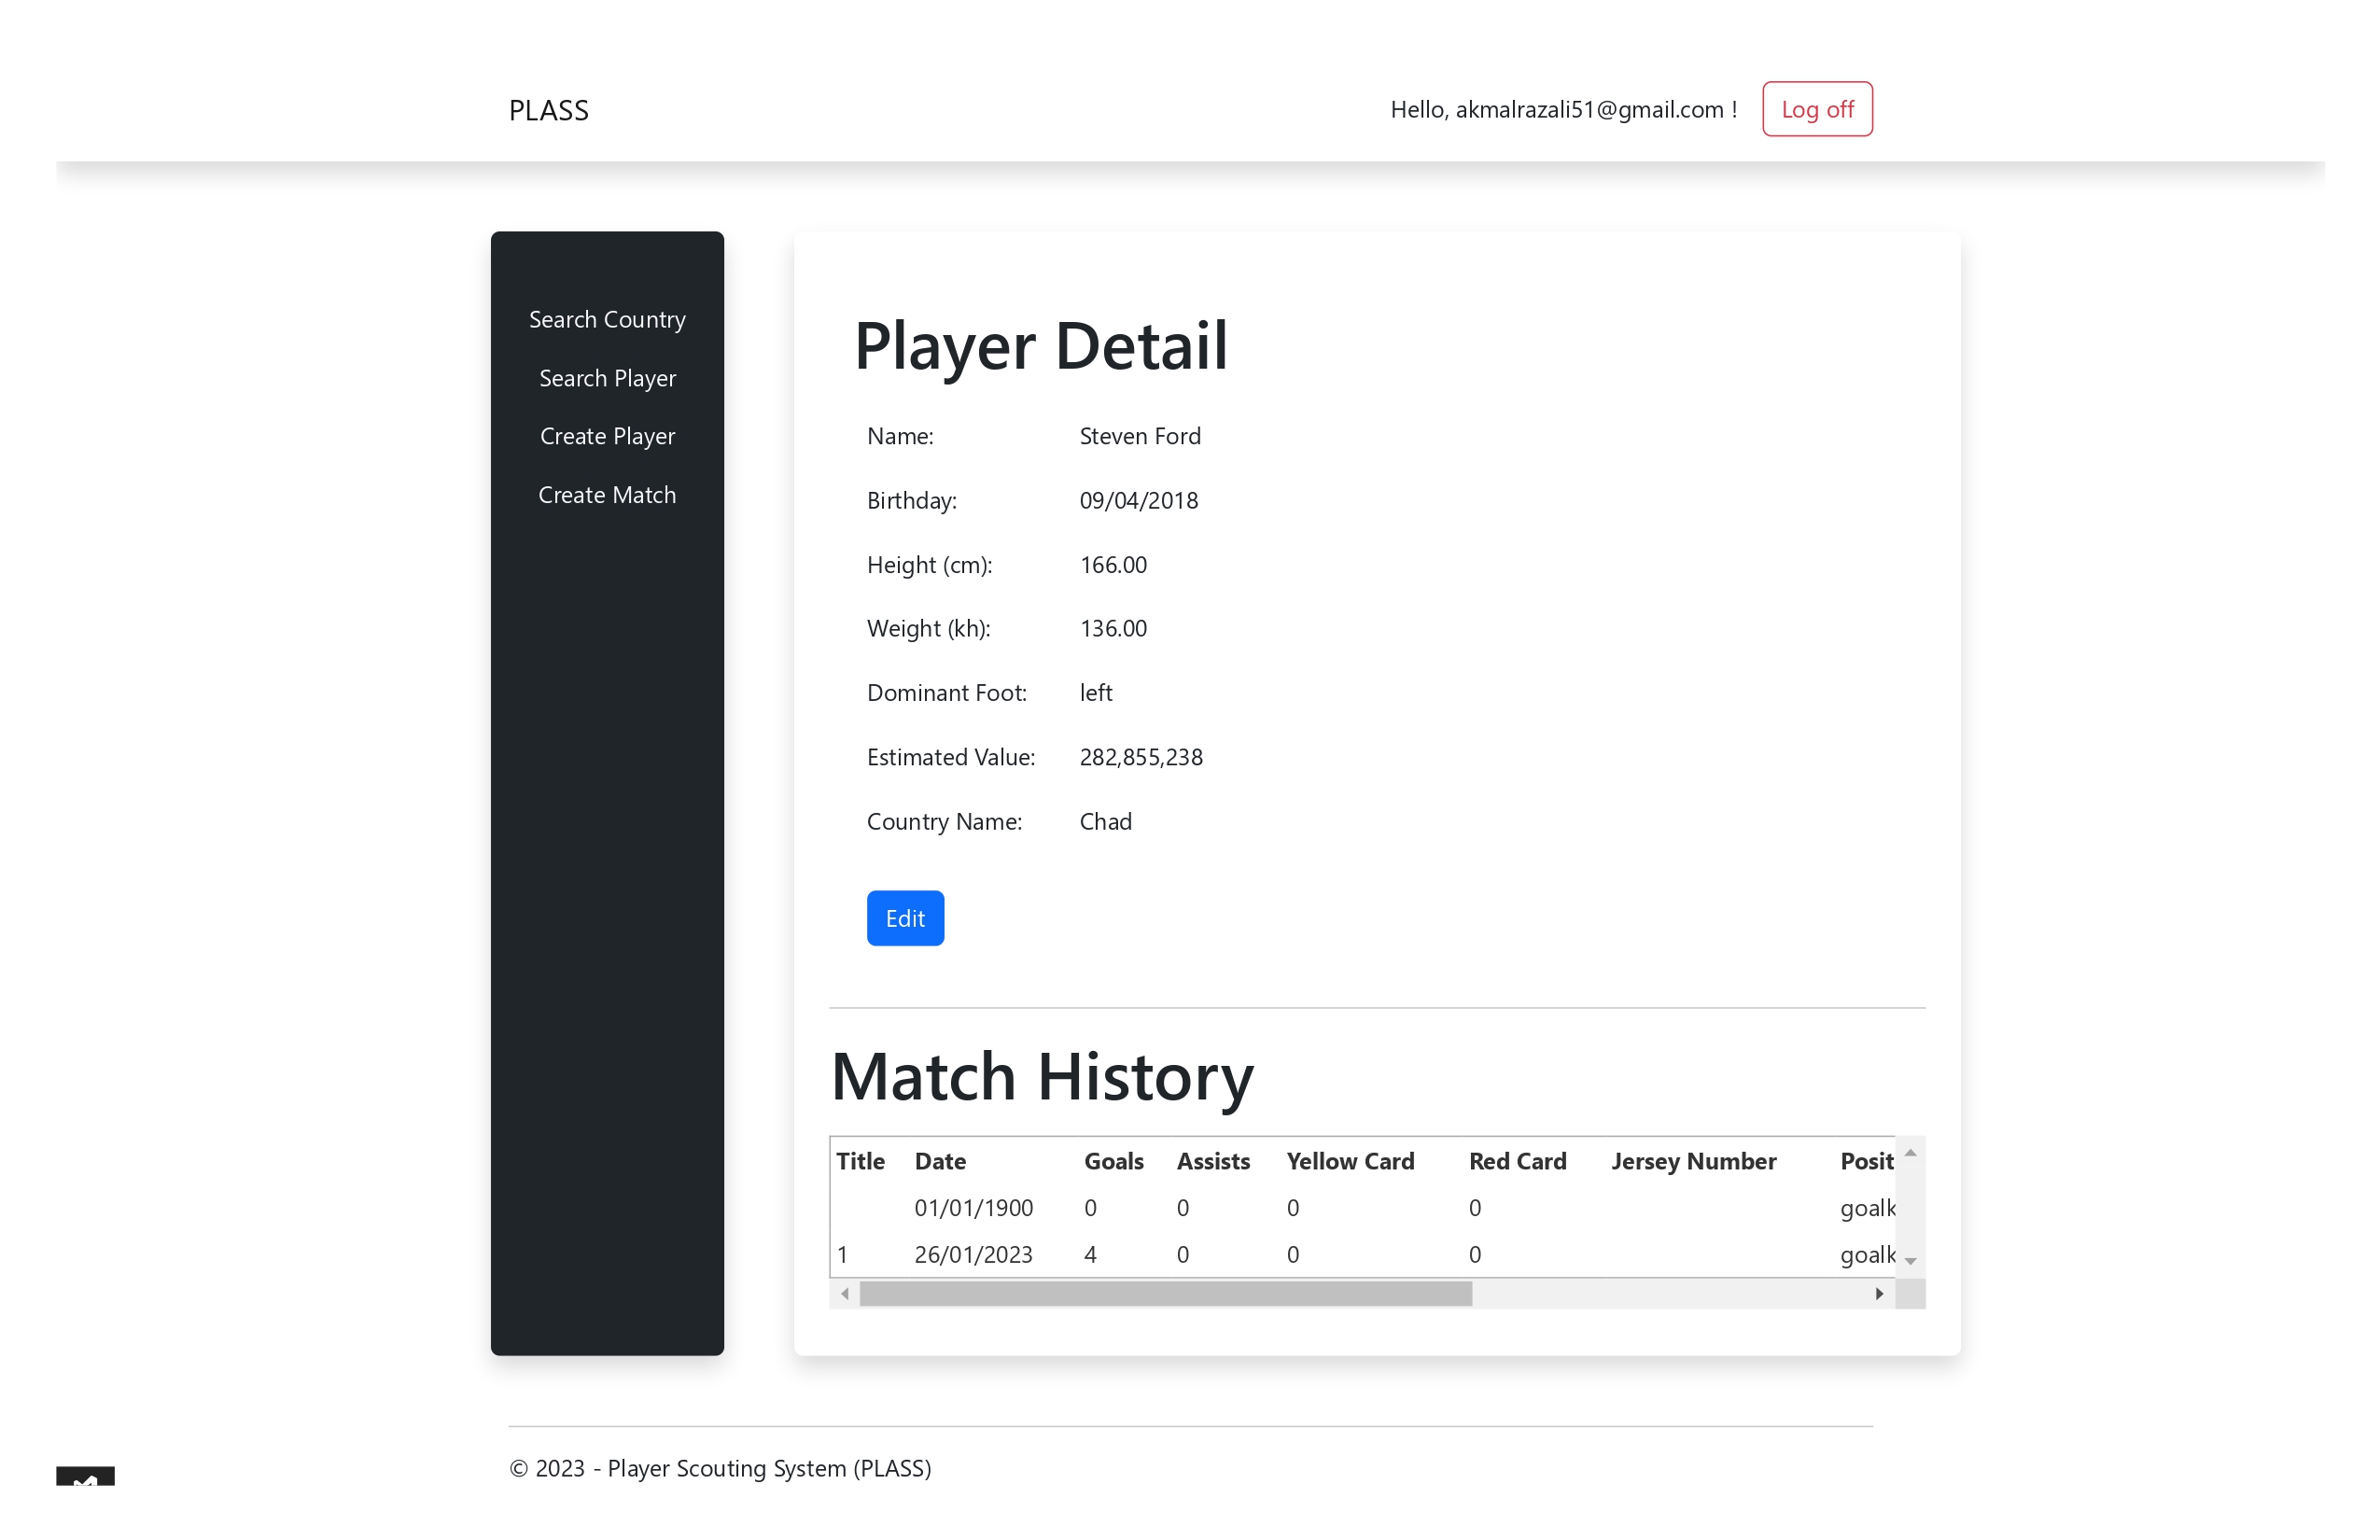 PLASS
Hello, akmalrazali51@gmail.com !
Log off
Search Country
Search Player
Create Player
Create Match
Player Detail
Name: Steven Ford
Birthday: 09/04/2018
Height (cm): 166.00
Weight (kh): 136.00
Dominant Foot: left
Estimated Value: 282,855,238
Country Name: Chad
Edit
Match History
Title Date Goals Assists Yellow Card Red Card Jersey Number Posit
01/01/1900 0 0 0 0 goalk
1 26/01/2023 4 0 0 0 goalk
© 2023 - Player Scouting System (PLASS)